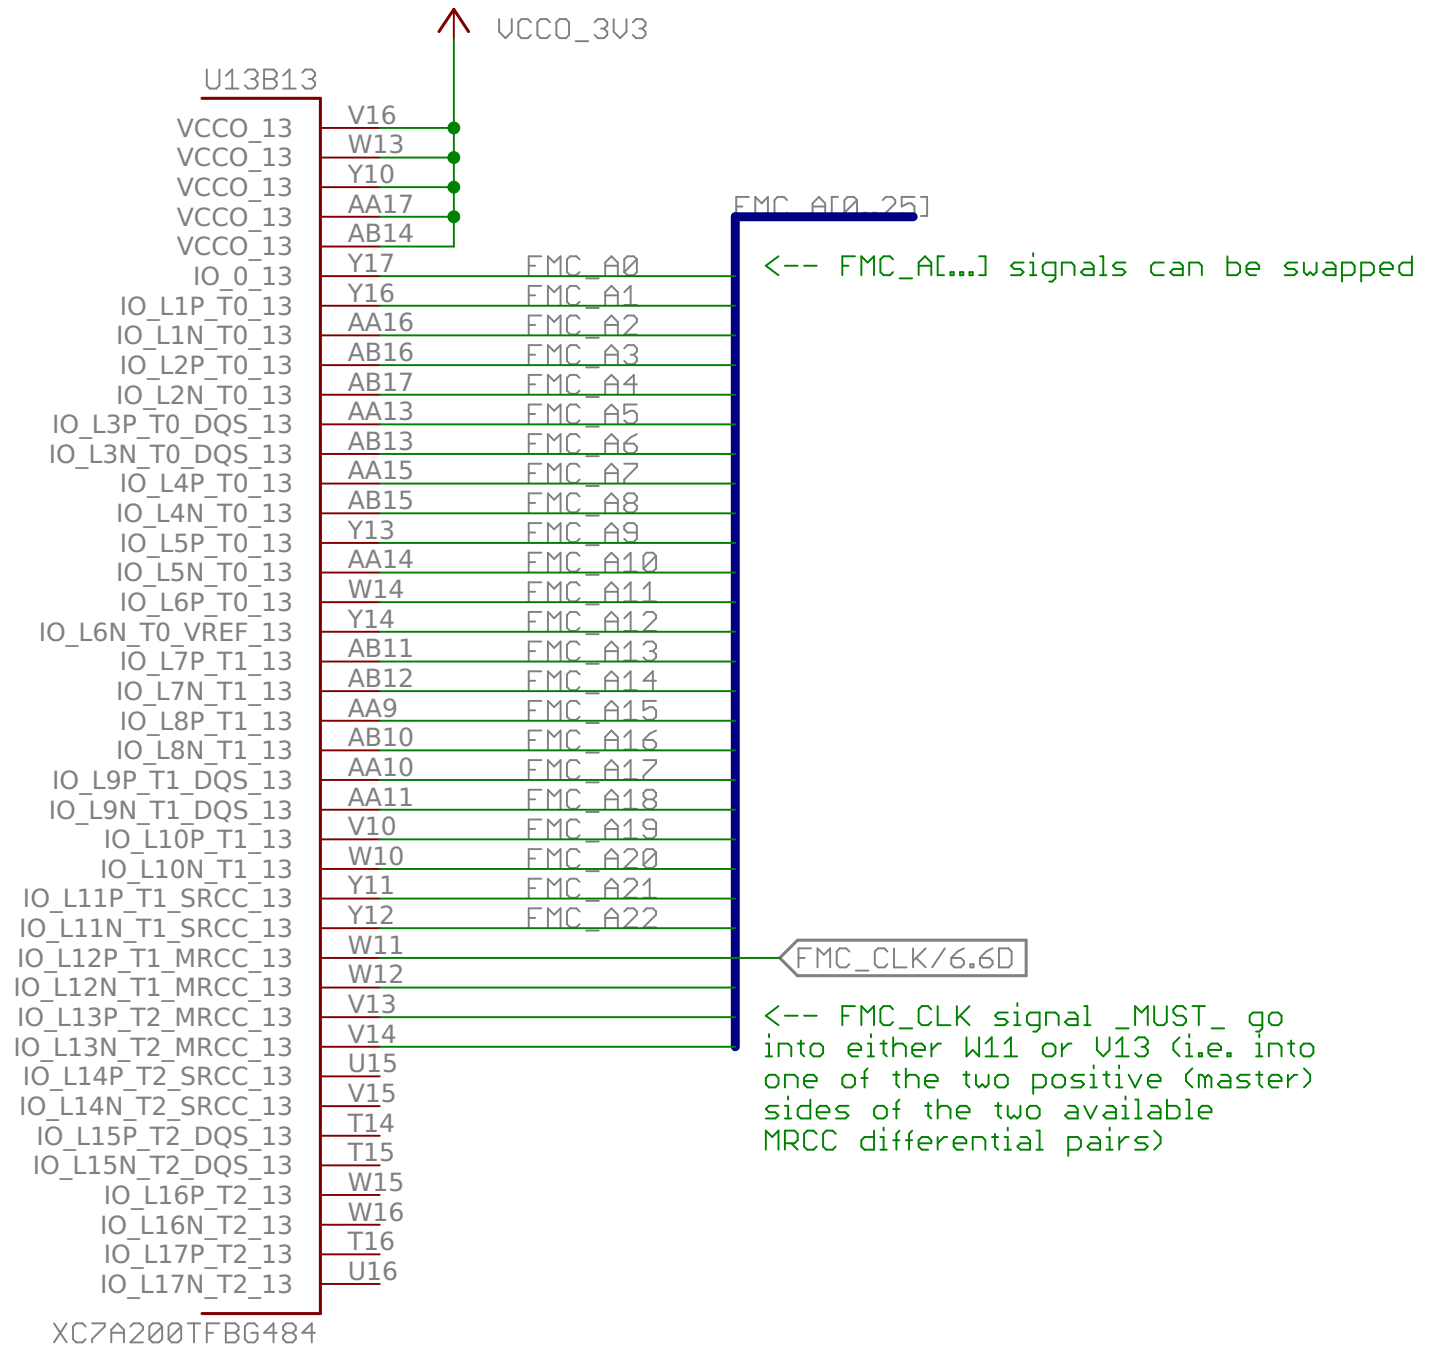 VCCO_3V3
U13B13
VCCO_13 V16
VCCO_13 W13
VCCO_13 Y10
VCCO_13 AA17
FMC_A[0..25]
VCCO_13 AB14
IO_0_13 Y17 FMC_A0 <-- FMC_A[...] signals can be swapped
IO_L1P_T0_13 Y16 FMC_A1
IO_L1N_T0_13 AA16 FMC_A2
IO_L2P_T0_13 AB16 FMC_A3
IO_L2N_T0_13 AB17 FMC_A4
IO_L3P_T0_DQS_13 AA13 FMC_A5
IO_L3N_T0_DQS_13 AB13 FMC_A6
IO_L4P_T0_13 AA15 FMC_A7
IO_L4N_T0_13 AB15 FMC_A8
IO_L5P_T0_13 Y13 FMC_A9
IO_L5N_T0_13 AA14 FMC_A10
IO_L6P_T0_13 W14 FMC_A11
IO_L6N_T0_VREF_13 Y14 FMC_A12
IO_L7P_T1_13 AB11 FMC_A13
IO_L7N_T1_13 AB12 FMC_A14
IO_L8P_T1_13 AA9 FMC_A15
IO_L8N_T1_13 AB10 FMC_A16
IO_L9P_T1_DQS_13 AA10 FMC_A17
IO_L9N_T1_DQS_13 AA11 FMC_A18
IO_L10P_T1_13 V10 FMC_A19
IO_L10N_T1_13 W10 FMC_A20
IO_L11P_T1_SRCC_13 Y11 FMC_A21
IO_L11N_T1_SRCC_13 Y12 FMC_A22
IO_L12P_T1_MRCC_13 W11 FMC_CLK/6.6D
IO_L12N_T1_MRCC_13 W12
IO_L13P_T2_MRCC_13 V13 <-- FMC_CLK signal _MUST_ go
IO_L13N_T2_MRCC_13 V14 into either W11 or V13 (i.e. into
IO_L14P_T2_SRCC_13 U15 one of the two positive (master)
IO_L14N_T2_SRCC_13 V15 sides of the two available
IO_L15P_T2_DQS_13 T14 MRCC differential pairs)
IO_L15N_T2_DQS_13 T15
IO_L16P_T2_13 W15
IO_L16N_T2_13 W16
IO_L17P_T2_13 T16
IO_L17N_T2_13 U16
XC7A200TFBG484